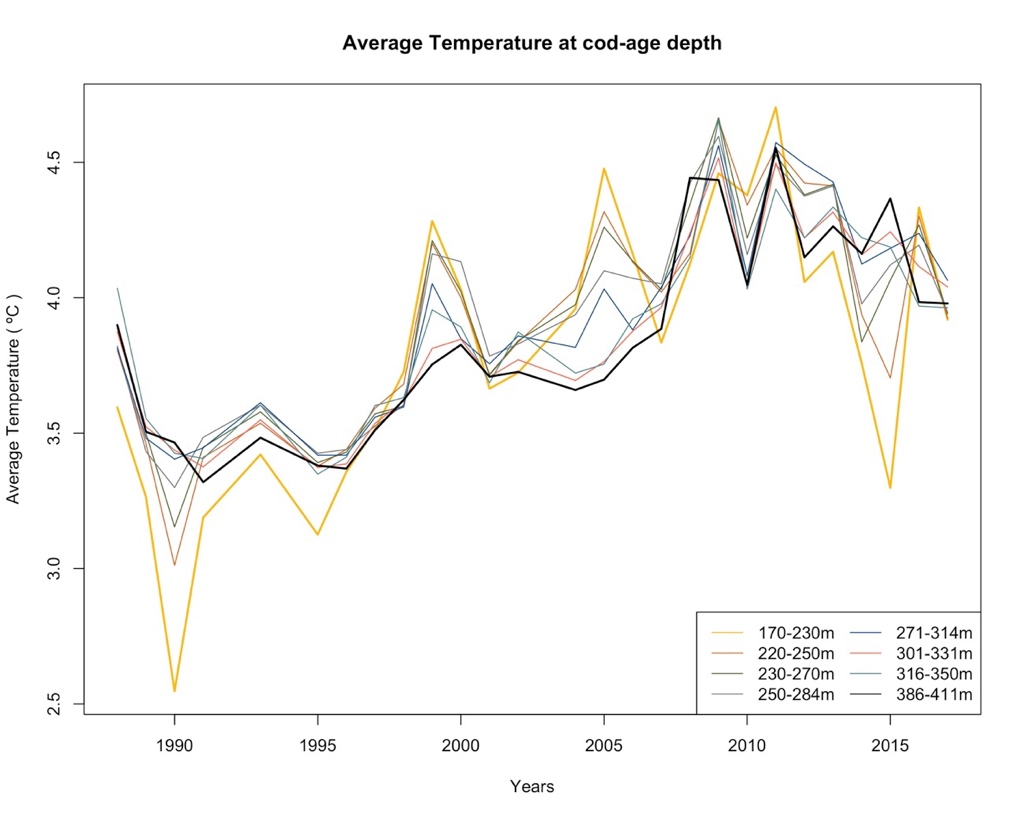 Average Temperature at cod-age depth
Average Temperature ( ºC )
4.5
4.0
3.5
3.0
2.5
170-230m
220-250m
230-270m
250-284m
271-314m
301-331m
316-350m
386-411m
1990
1995
2000
2005
2010
2015
Years